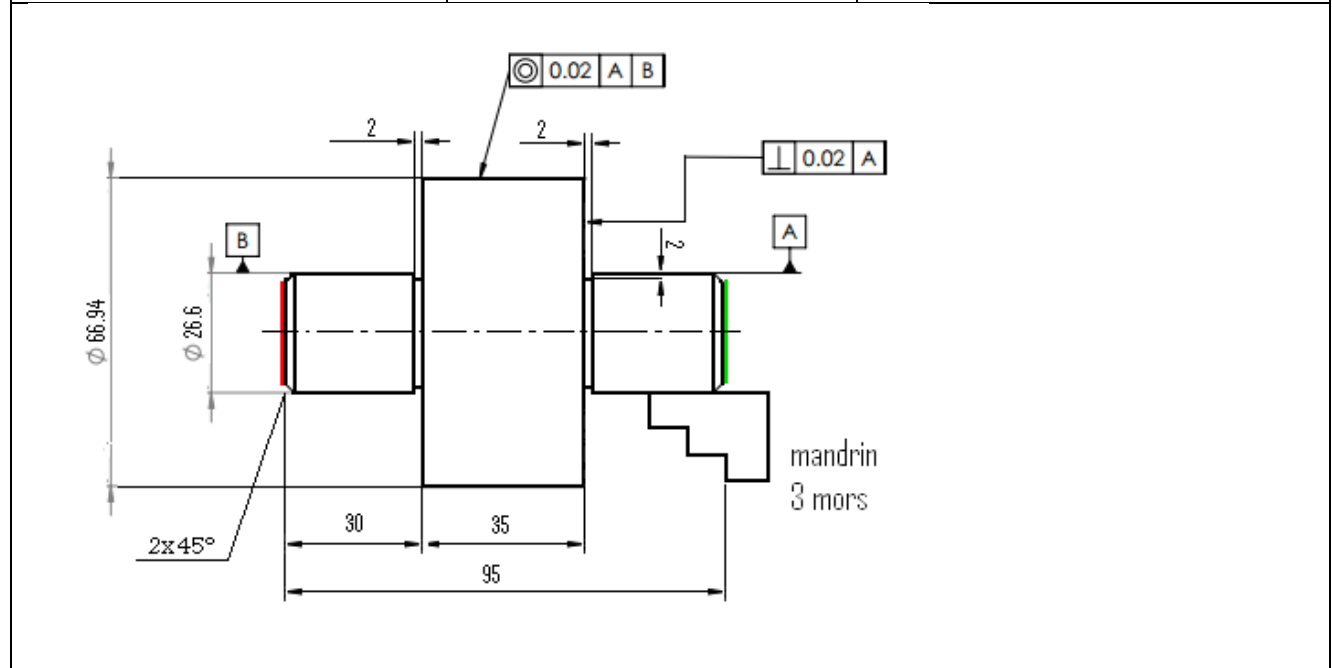 ◎ 0.02 A B
2
2
⊥ 0.02 A
B
A
2
Ø 66.94
Ø 26.6
mandrin
3 mors
30
35
2x45°
95